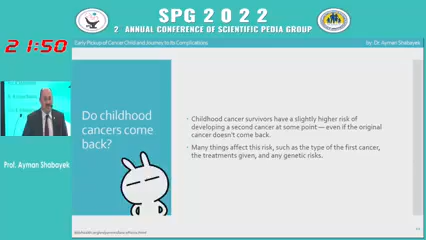 SPG 2022
2 ANNUAL CONFERENCE OF SCIENTIFIC PEDIA GROUP
21:50
Early Pickup of Cancer Child and Journey to its Complications
by: Dr. Ayman Shabayek
Do childhood
cancers come
back?
Childhood cancer survivors have a slightly higher risk of
developing a second cancer at some point — even if the original
cancer doesn't come back.
Many things affect this risk, such as the type of the first cancer,
the treatments given, and any genetic risks.
Prof. Ayman Shabayek